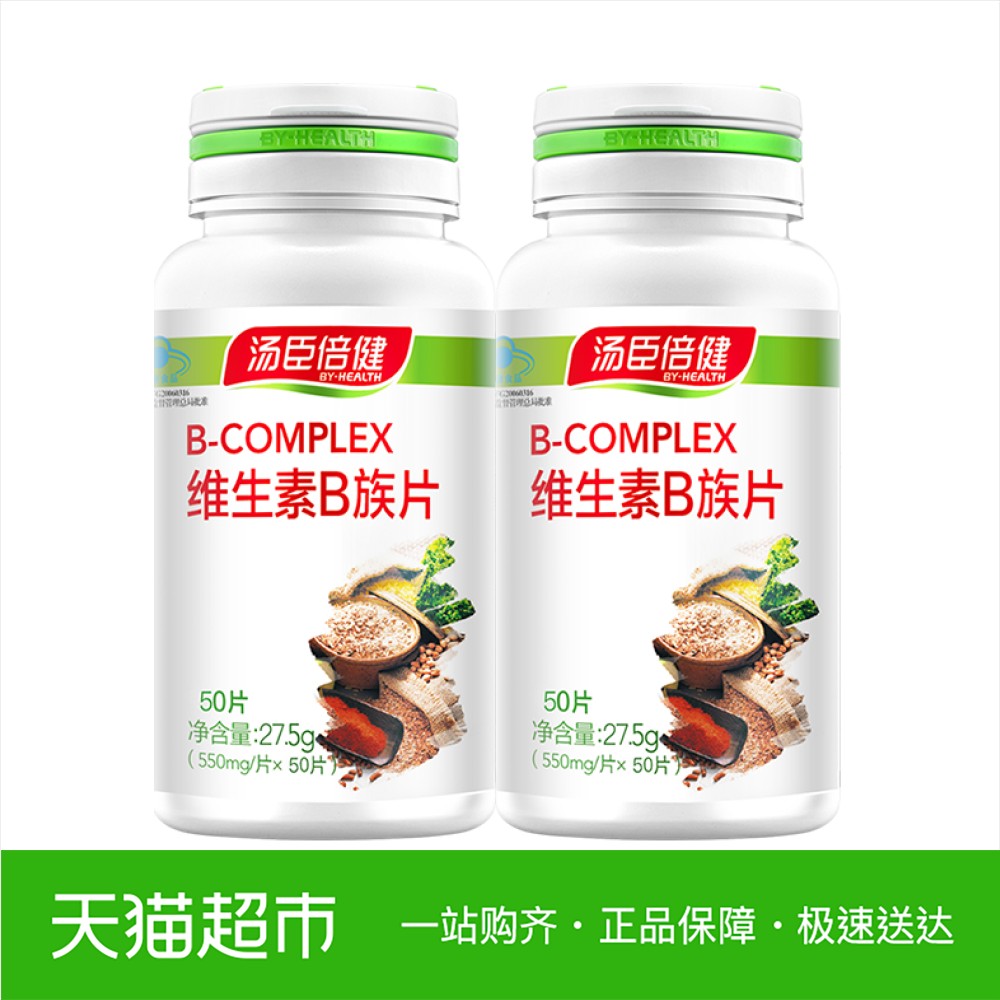 BY-HEALTH
汤臣倍健
BY-HEALTH
B-COMPLEX
维生素B族片
50片
净含量:27.5g
(550mg/片×50片)
BY-HEALTH
汤臣倍健
BY-HEALTH
B-COMPLEX
维生素B族片
50片
净含量:27.5g
(550mg/片×50片)
天猫超市
一站购齐·正品保障·极速送达